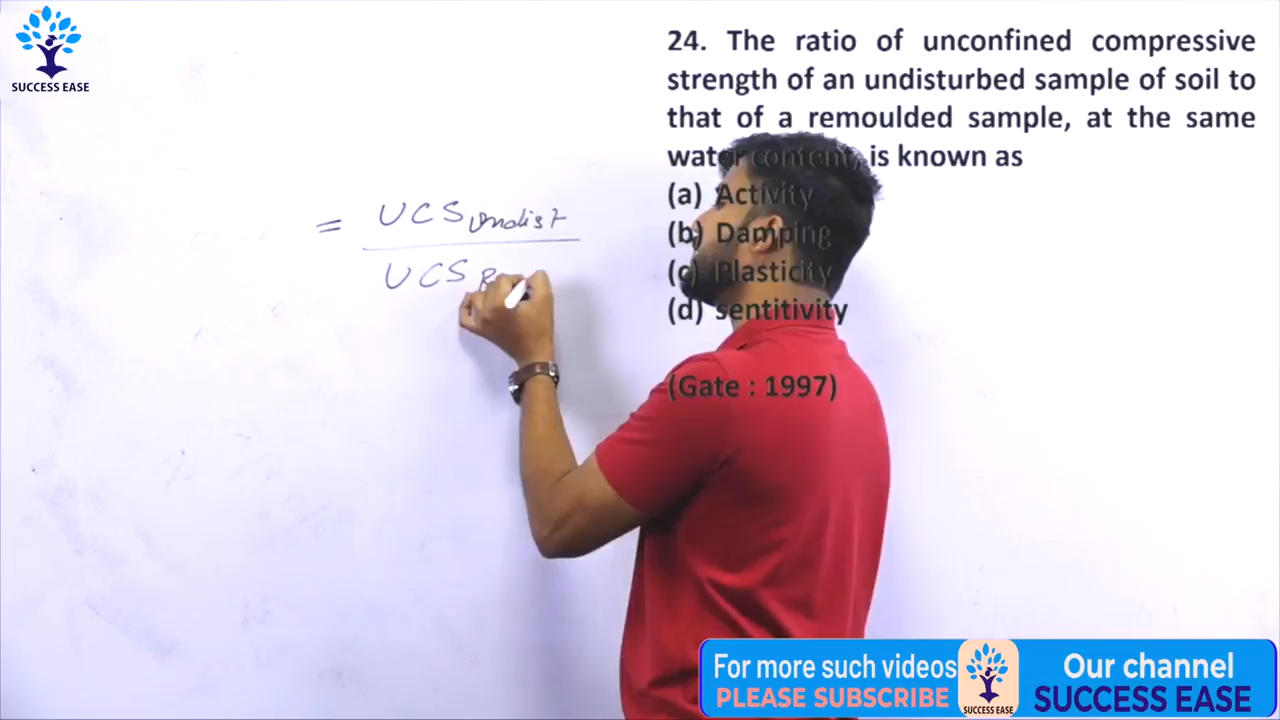 SUCCESS EASE
24. The ratio of unconfined compressive
strength of an undisturbed sample of soil to
that of a remoulded sample, at the same
water content, is known as
(a) Activity
(b) Damping
(c) Plasticity
(d) sentitivity
(Gate : 1997)
= UCS undist
UCS R
For more such videos
PLEASE SUBSCRIBE
SUCCESS EASE
Our channel
SUCCESS EASE